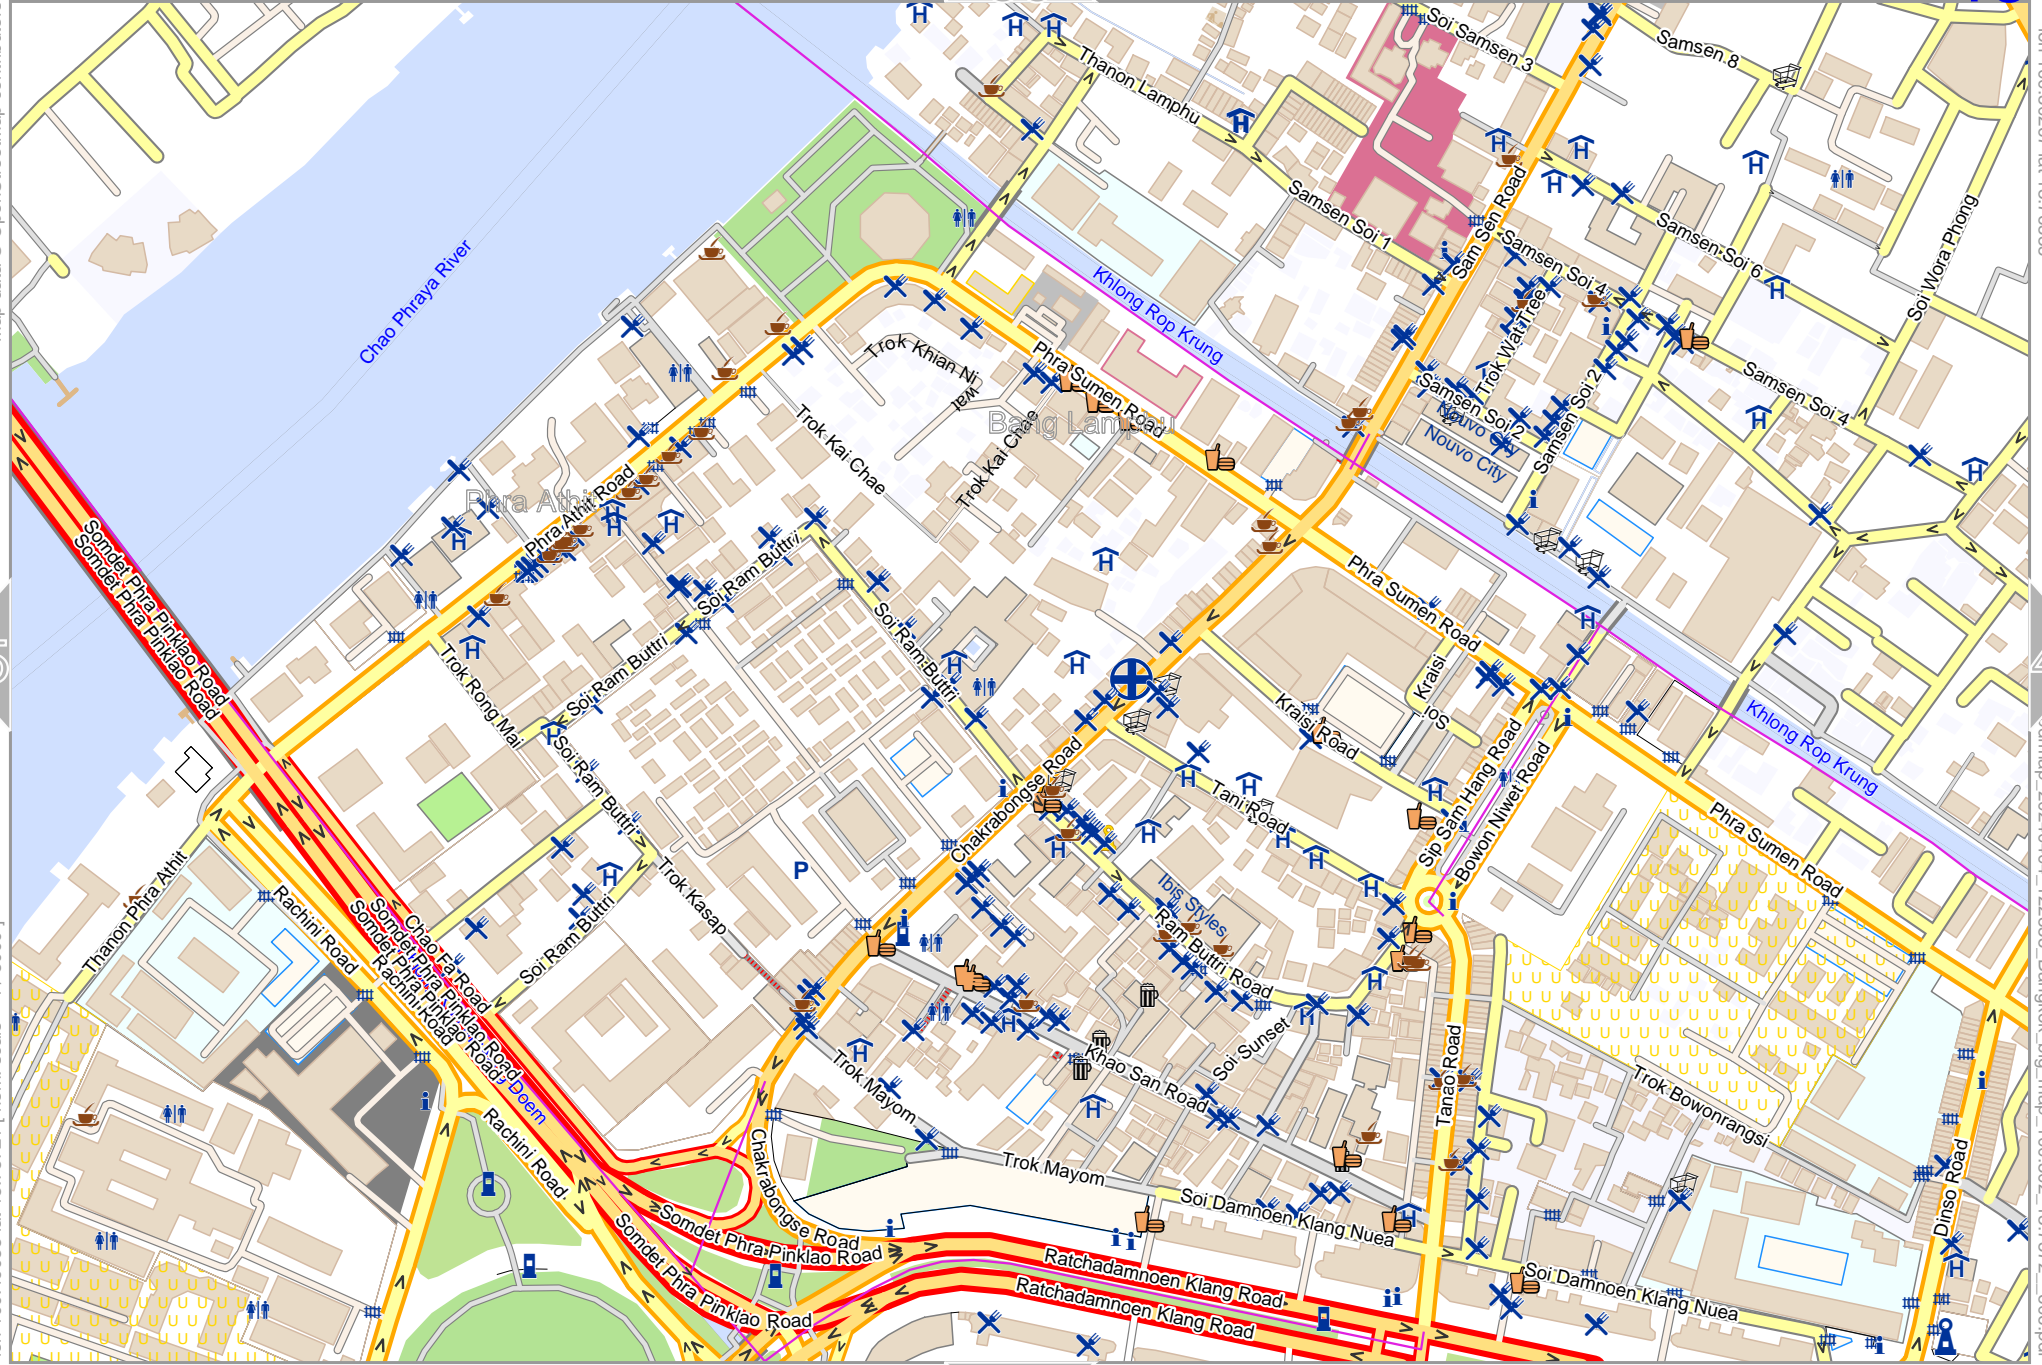 Soi Samsen 3
Samsen 8
Thanon Lamphu
Samsen Soi 1
Sam Sen Road
Samsen Soi 6
Soi Wora Phong
Samsen Soi 4
Chao Phraya River
Khlong Rop Krung
Trok Wat Tree
Trok Khian Ni
wat
Phra Sumen Road
Samsen Soi 2
Samsen Soi 2
Samsen Soi 4
Bang Lamphu
Trok Kai Chae
Trok Kai Chae
Nouvo City
Nouvo City
Phra Athit
Phra Athit Road
Somdet Phra Pinklao Road
Somdet Phra Pinklao Road
Soi Ram Buttri
Soi Ram Buttri
Soi Ram Buttri
Phra Sumen Road
Trok Rong Mai
Kraisi
Soi
Kraisi Road
Khlong Rop Krung
Soi Ram Buttri
Sip Sam Hang Road
Bowon Niwet Road
Chakrabongse Road
Tani Road
Phra Sumen Road
P
Thanon Phra Athit
Trok Kasap
Ibis Styles
Rachini Road
Chao Fa Road
Somdet Phra Pinklao Road
Somdet Phra Pinklao Road
Rachini Road
Soi Ram Buttri
Ram Buttri Road
Soi Sunset
Tanao Road
Doem
Trok Mayom
Khao San Road
Trok Bowonrangsi
Rachini Road
Chakrabongse Road
Trok Mayom
Soi Damnoen Klang Nuea
Dinso Road
Somdet Phra Pinklao Road
Somdet Phra Pinklao Road
Ratchadamnoen Klang Road
Ratchadamnoen Klang Road
Soi Damnoen Klang Nuea